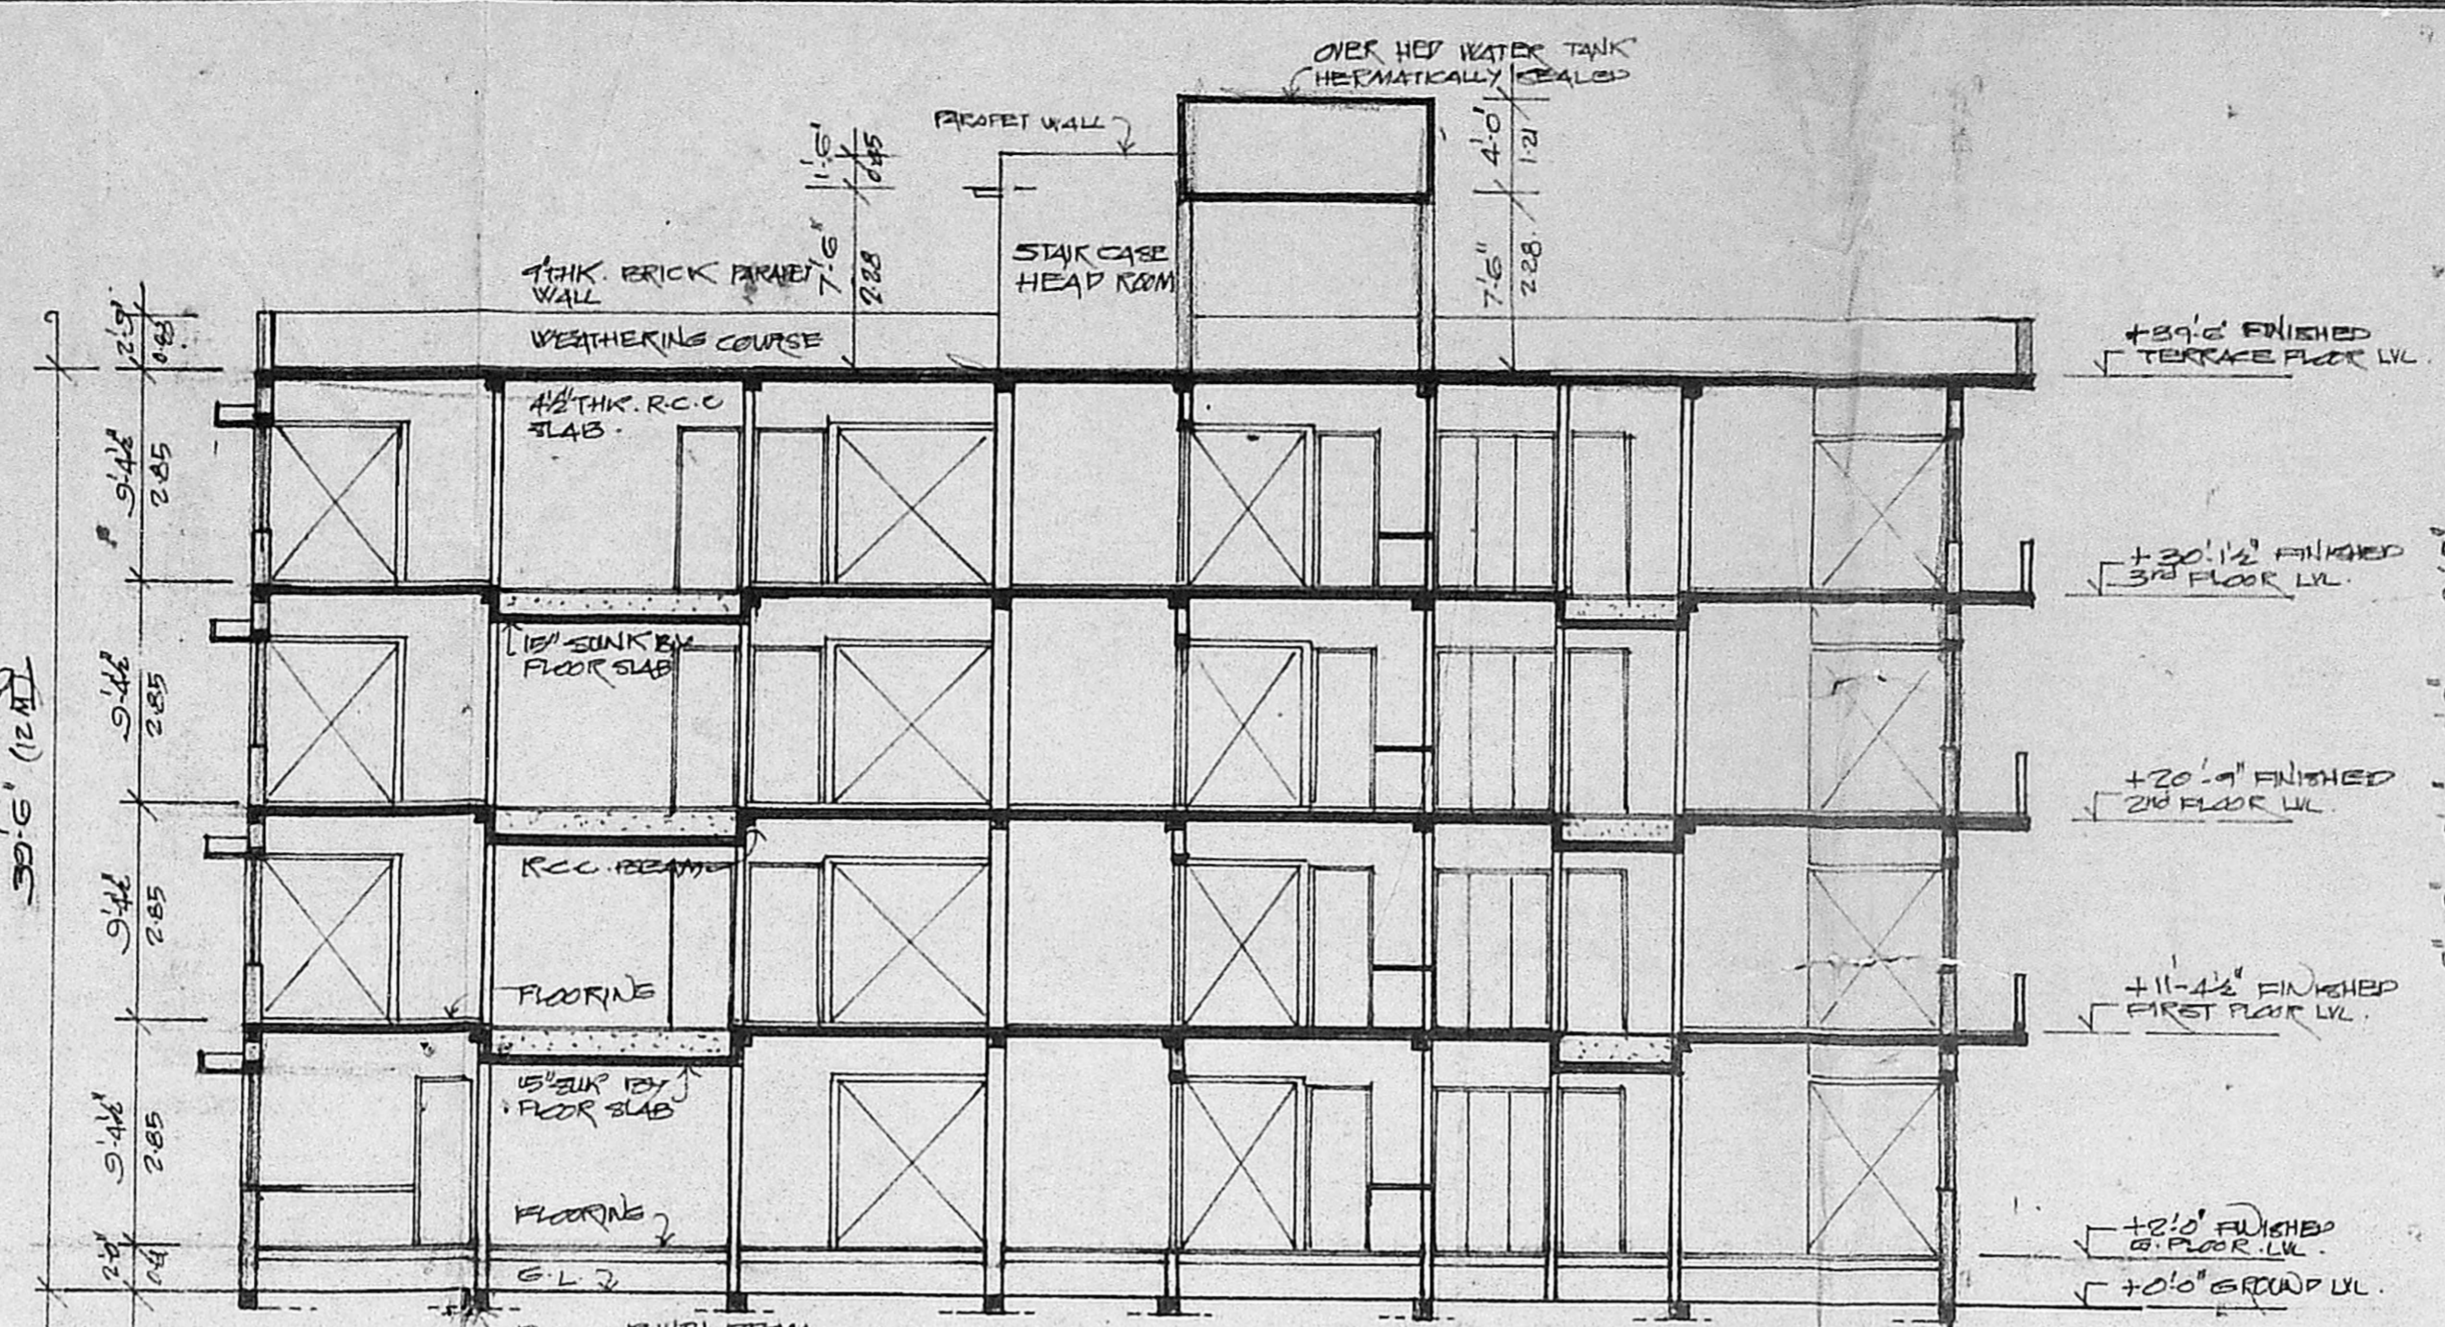 OVER HED WATER TANK
HERMATICALLY SEALED
PARAPET WALL
1'-6"
0.45
4'-0"
1.21
STAIR CASE
HEAD ROOM
7'-6"
2.28
7'-6"
2.28.
9"THK. BRICK PARAPET
WALL
WEATHERING COURSE
2'-9"
0.83
+39'-6" FINISHED
TERRACE FLOOR LVL.
4½"THK. R.C.C
SLAB.
9'-4½"
2.85
+30'-1½" FINISHED
3rd FLOOR LVL.
15" SUNK BY
FLOOR SLAB
9'-4½"
2.85
39'-6" (12 MT)
+20'-9" FINISHED
2nd FLOOR LVL.
R.C.C. BEAM
9'-4½"
2.85
FLOORING
+11'-4½" FINISHED
FIRST FLOOR LVL.
15" SUK BY
FLOOR SLAB
9'-4½"
2.85
FLOORING
+2'-0" FINISHED
G. FLOOR LVL.
2'-0"
0.61
G.L.
+0'-0" GROUND LVL.